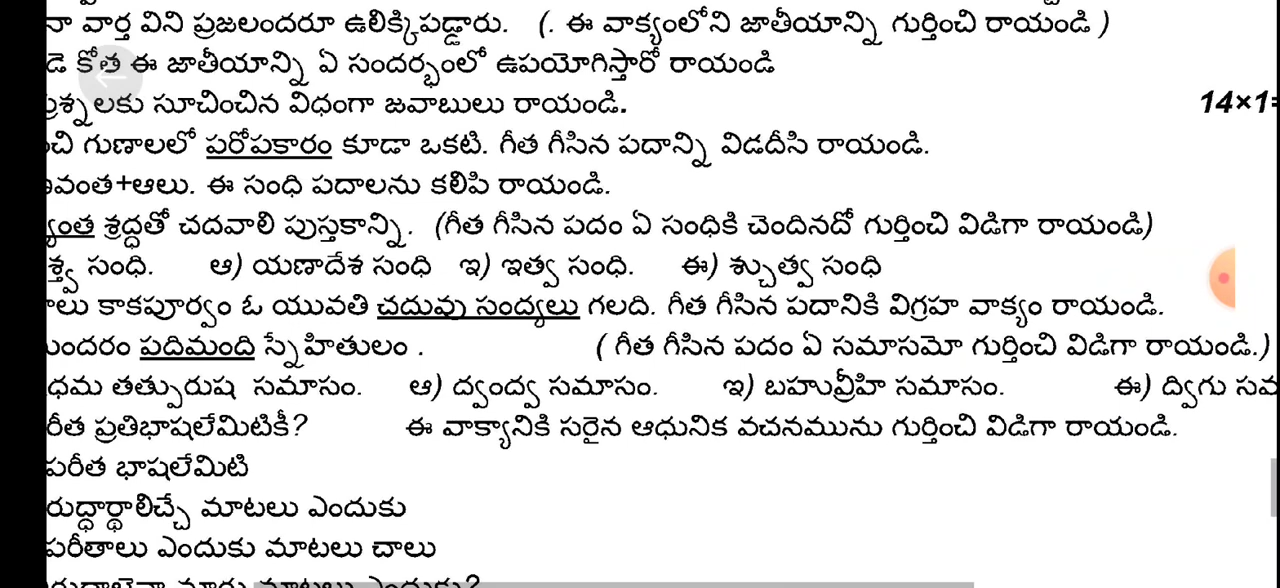 నా వార్త విని ప్రజలందరూ ఉలిక్కిపడ్డారు. (. ఈ వాక్యంలోని జాతీయాన్ని గుర్తించి రాయండి )
కోత ఈ జాతీయాన్ని ఏ సందర్భంలో ఉపయోగిస్తారో రాయండి
ప్రశ్నలకు సూచించిన విధంగా జవాబులు రాయండి. 14×1=
చి గుణాలలో పరోపకారం కూడా ఒకటి. గీత గీసిన పదాన్ని విడదీసి రాయండి.
వంత+ఆలు. ఈ సంధి పదాలను కలిపి రాయండి.
శ్రద్ధతో చదవాలి పుస్తకాన్ని. (గీత గీసిన పదం ఏ సంధికి చెందినదో గుర్తించి విడిగా రాయండి)
సంధి. ఆ) యణాదేశ సంధి ఇ) ఇత్వ సంధి. ఈ) శ్చుత్వ సంధి
లు కాకపూర్వం ఓ యువతి చదువు సంద్యలు గలది. గీత గీసిన పదానికి విగ్రహ వాక్యం రాయండి.
ందరం పదిమంది స్నేహితులం . ( గీత గీసిన పదం ఏ సమాసమో గుర్తించి విడిగా రాయండి.)
ధమ తత్పురుష సమాసం. ఆ) ద్వంద్వ సమాసం. ఇ) బహువ్రీహి సమాసం. ఈ) ద్విగు
రీత ప్రతిభాషలేమిటికీ? ఈ వాక్యానికి సరైన ఆధునిక వచనమును గుర్తించి విడిగా రాయండి.
పరీత భాషలేమిటి
రుద్ధార్థాలిచ్చే మాటలు ఎందుకు
పరీతాలు ఎందుకు మాటలు చాలు